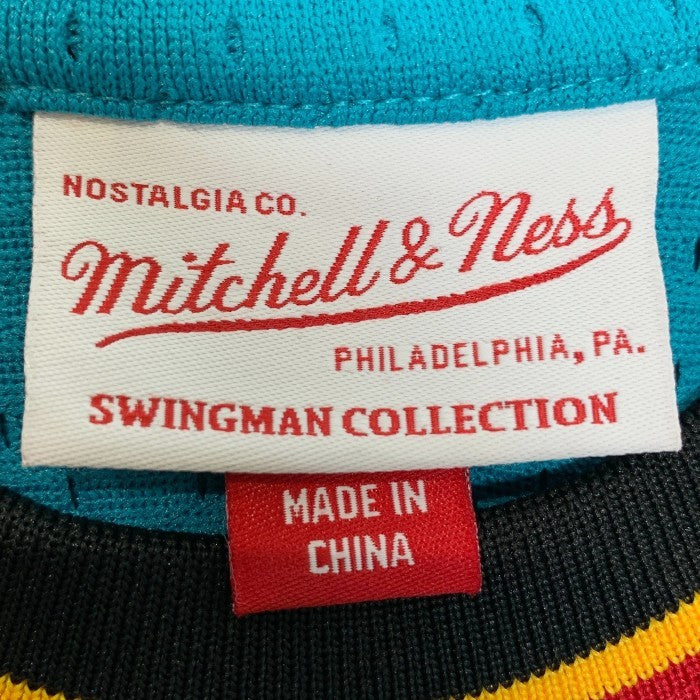 NOSTALGIA CO.
Mitchell & Ness
PHILADELPHIA, PA.
SWINGMAN COLLECTION
MADE IN
CHINA